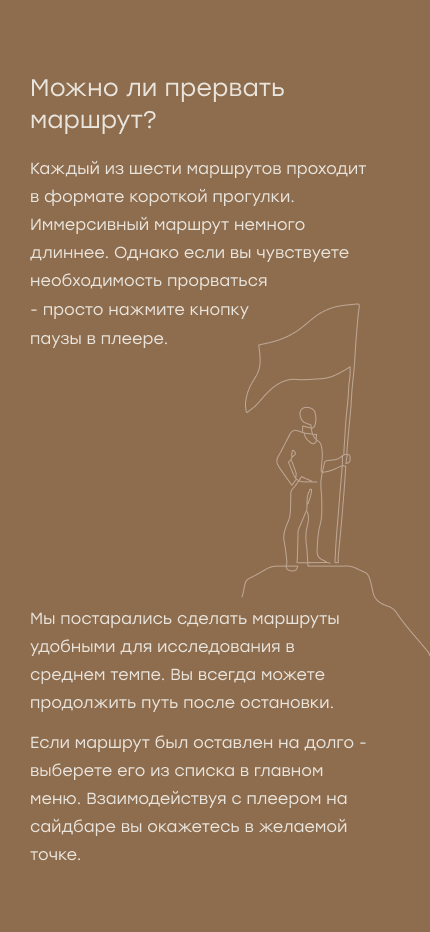 Можно ли прервать
маршрут?
Каждый из шести маршрутов проходит
в формате короткой прогулки.
Иммерсивный маршрут немного
длиннее. Однако если вы чувствуете
необходимость прорваться
- просто нажмите кнопку
паузы в плеере.
Мы постарались сделать маршруты
удобными для исследования в
среднем темпе. Вы всегда можете
продолжить путь после остановки.
Если маршрут был оставлен на долго -
выберете его из списка в главном
меню. Взаимодействуя с плеером на
сайдбаре вы окажетесь в желаемой
точке.